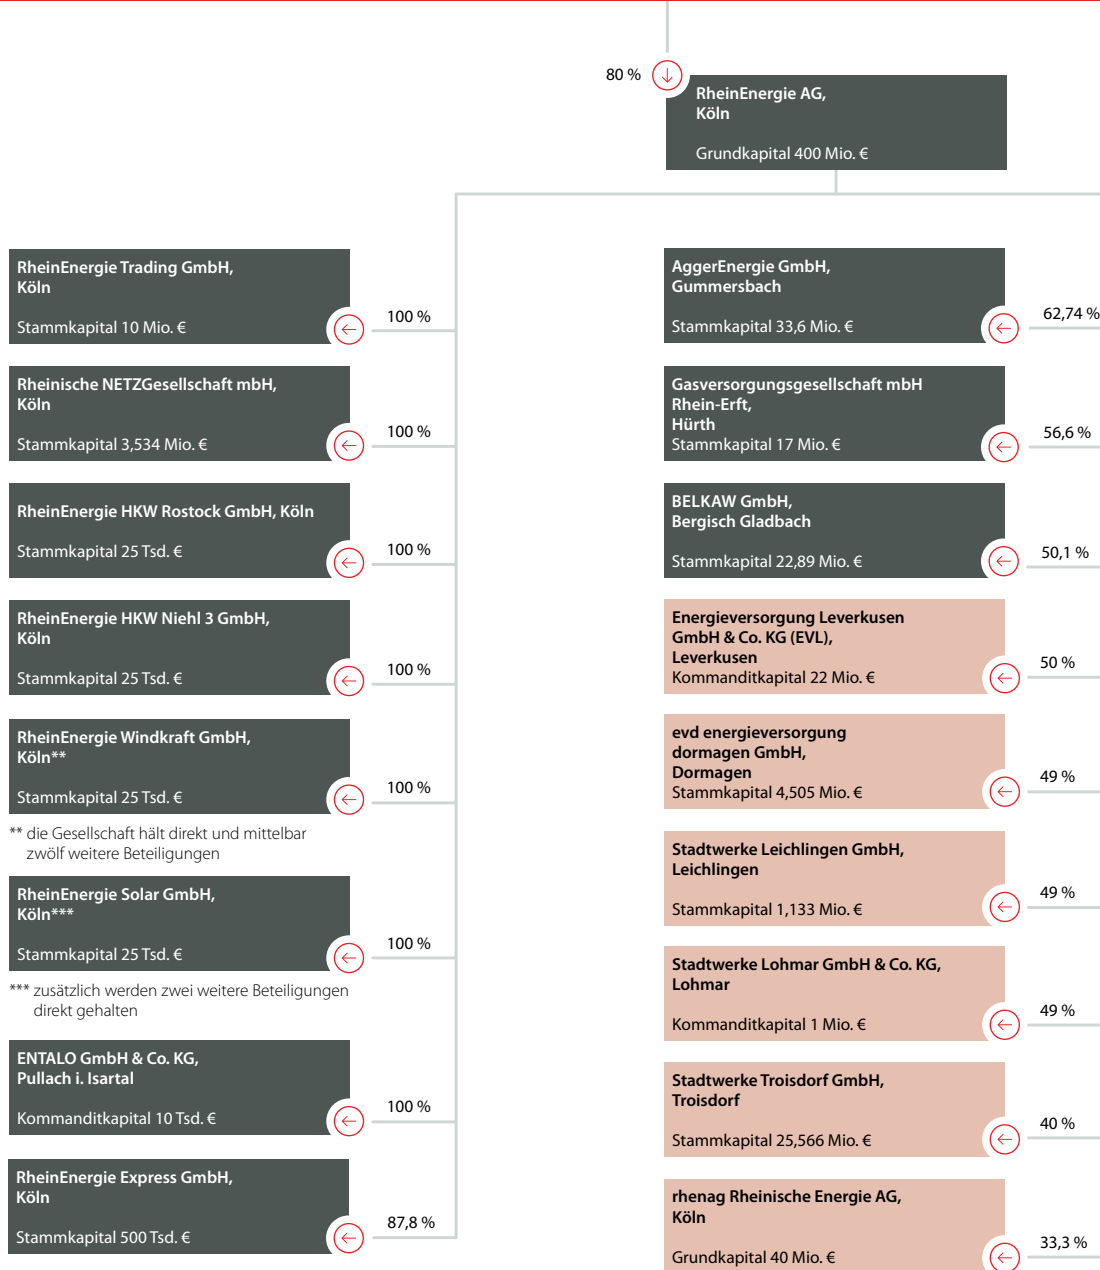 80 %
RheinEnergie AG,
Köln
Grundkapital 400 Mio. €
RheinEnergie Trading GmbH,
Köln
Stammkapital 10 Mio. €
100 %
Rheinische NETZGesellschaft mbH,
Köln
Stammkapital 3,534 Mio. €
100 %
RheinEnergie HKW Rostock GmbH, Köln
Stammkapital 25 Tsd. €
100 %
RheinEnergie HKW Niehl 3 GmbH,
Köln
Stammkapital 25 Tsd. €
100 %
RheinEnergie Windkraft GmbH,
Köln**
Stammkapital 25 Tsd. €
100 %
** die Gesellschaft hält direkt und mittelbar
zwölf weitere Beteiligungen
RheinEnergie Solar GmbH,
Köln***
Stammkapital 25 Tsd. €
100 %
*** zusätzlich werden zwei weitere Beteiligungen
direkt gehalten
ENTALO GmbH & Co. KG,
Pullach i. Isartal
Kommanditkapital 10 Tsd. €
100 %
RheinEnergie Express GmbH,
Köln
Stammkapital 500 Tsd. €
87,8 %
AggerEnergie GmbH,
Gummersbach
Stammkapital 33,6 Mio. €
62,74 %
Gasversorgungsgesellschaft mbH
Rhein-Erft,
Hürth
Stammkapital 17 Mio. €
56,6 %
BELKAW GmbH,
Bergisch Gladbach
Stammkapital 22,89 Mio. €
50,1 %
Energieversorgung Leverkusen
GmbH & Co. KG (EVL),
Leverkusen
Kommanditkapital 22 Mio. €
50 %
evd energieversorgung
dormagen GmbH,
Dormagen
Stammkapital 4,505 Mio. €
49 %
Stadtwerke Leichlingen GmbH,
Leichlingen
Stammkapital 1,133 Mio. €
49 %
Stadtwerke Lohmar GmbH & Co. KG,
Lohmar
Kommanditkapital 1 Mio. €
49 %
Stadtwerke Troisdorf GmbH,
Troisdorf
Stammkapital 25,566 Mio. €
40 %
rhenag Rheinische Energie AG,
Köln
Grundkapital 40 Mio. €
33,3 %